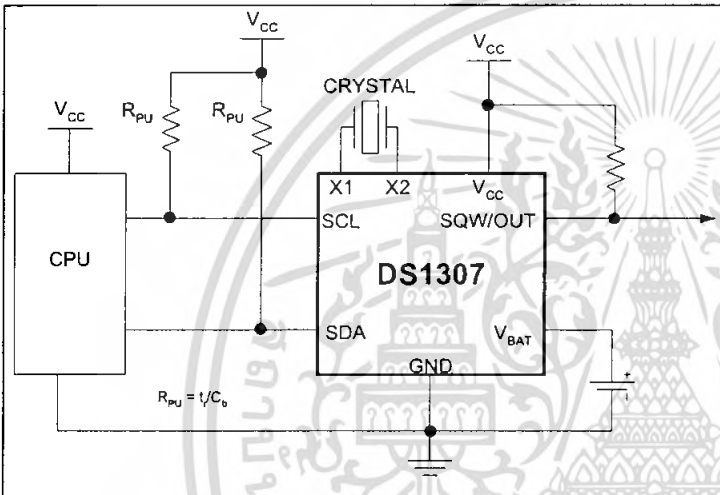 V_CC
V_CC
CRYSTAL
V_CC
R_PU
R_PU
X1
X2
V_CC
SCL
SQW/OUT
CPU
DS1307
SDA
V_BAT
GND
R_PU = t_r/C_b
+